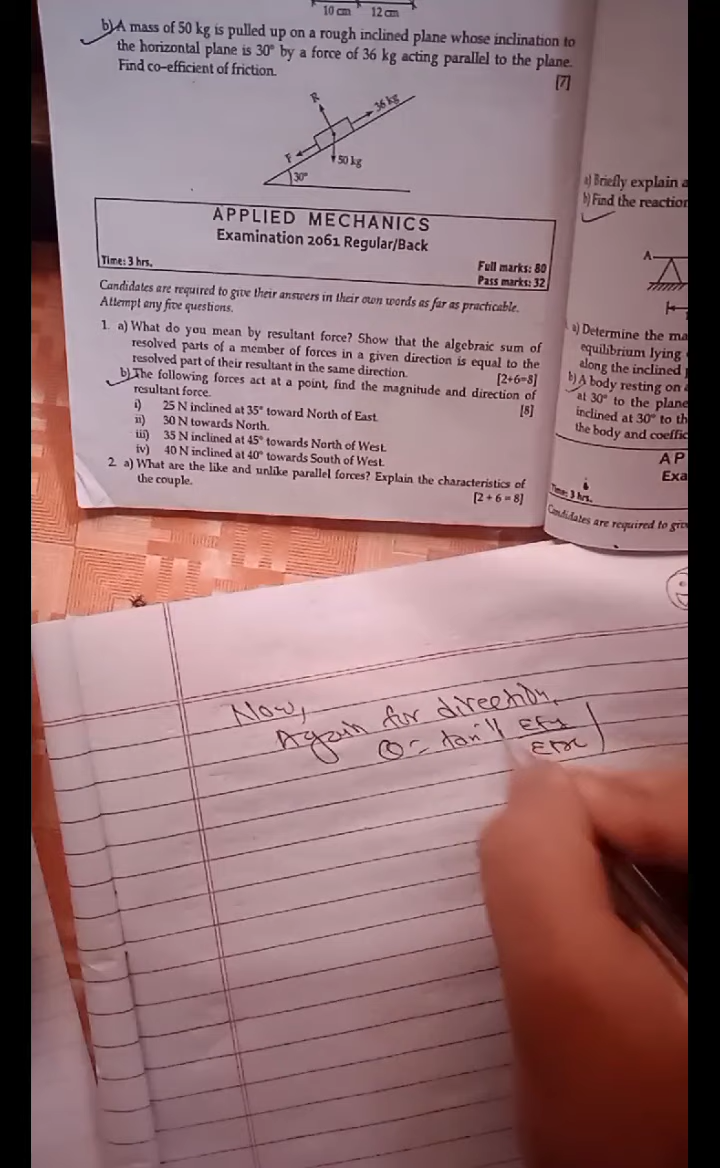 10 cm 12 cm
b) A mass of 50 kg is pulled up on a rough inclined plane whose inclination to
the horizontal plane is 30° by a force of 36 kg acting parallel to the plane.
Find co-efficient of friction.
[7]
R
36 kg
F
50 kg
30°
APPLIED MECHANICS
Examination 2061 Regular/Back
Time: 3 hrs.
Full marks: 80
Pass marks: 32
Candidates are required to give their answers in their own words as far as practicable.
Attempt any five questions.
1. a) What do you mean by resultant force? Show that the algebraic sum of
resolved parts of a member of forces in a given direction is equal to the
resolved part of their resultant in the same direction. [2+6=8]
b) The following forces act at a point, find the magnitude and direction of
resultant force. [8]
i) 25 N inclined at 35° toward North of East.
ii) 30 N towards North.
iii) 35 N inclined at 45° towards North of West.
iv) 40 N inclined at 40° towards South of West.
2. a) What are the like and unlike parallel forces? Explain the characteristics of
the couple. [2 + 6 = 8]
a) Briefly explain a
b) Find the reaction
A
a) Determine the ma
equilibrium lying
along the inclined
b) A body resting on
at 30° to the plane
inclined at 30° to th
the body and coeffic
AP
Exa
Time: 3 hrs.
Candidates are required to giv
Now,
Again for direction,